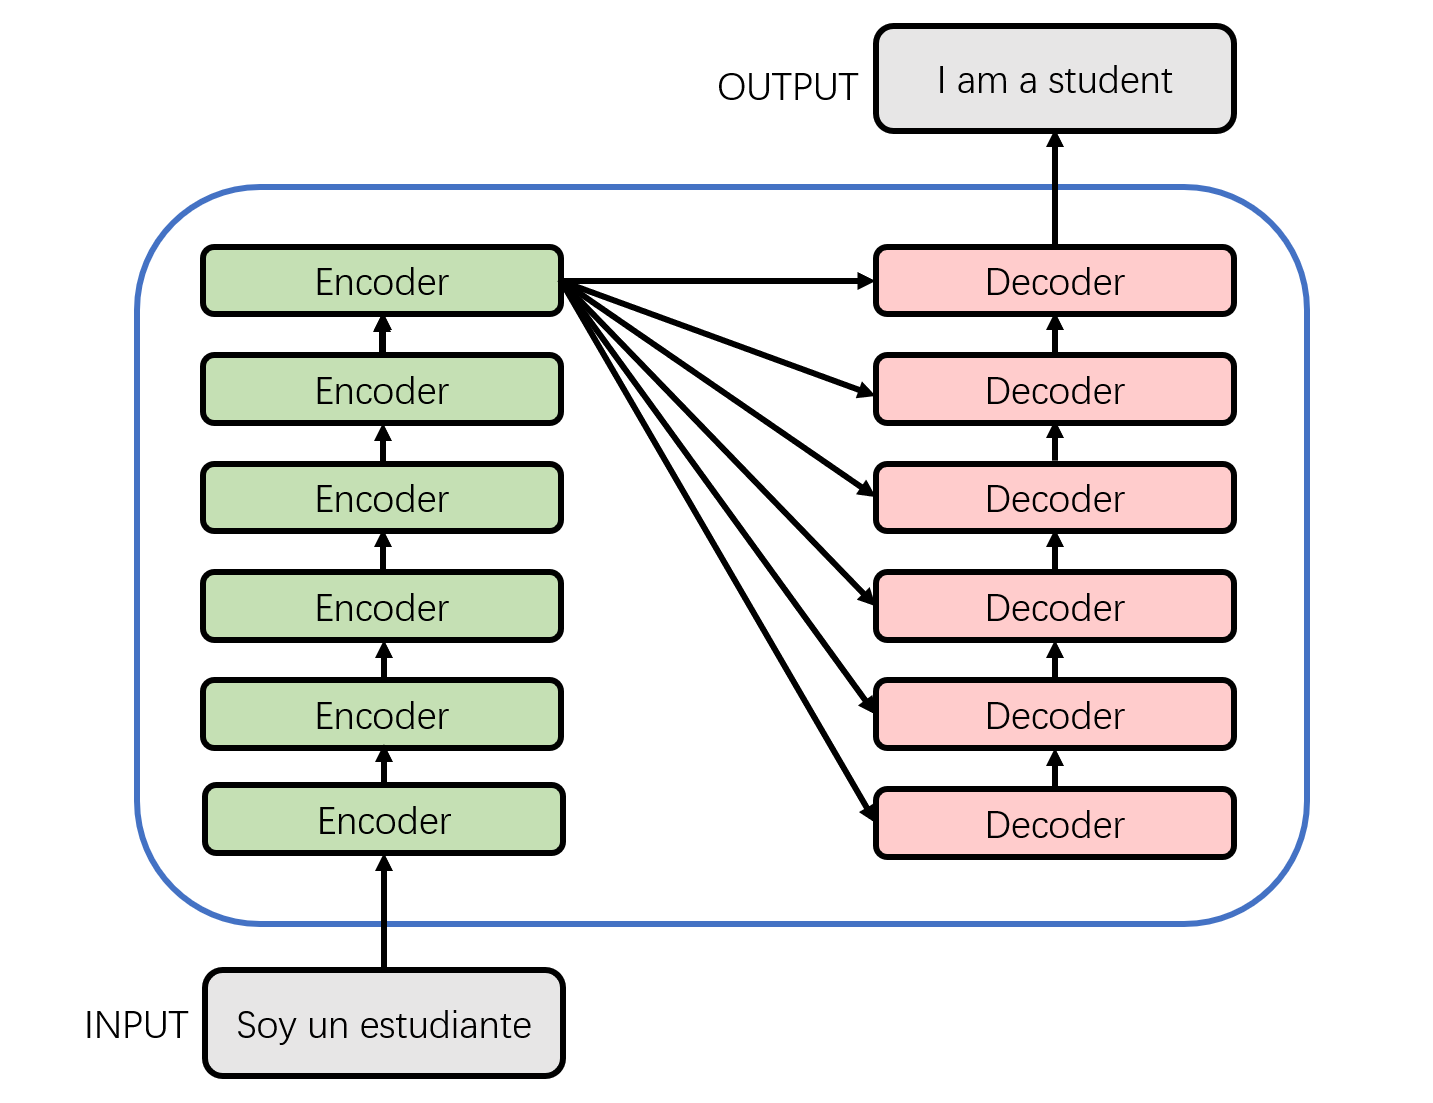 OUTPUT
I am a student
Encoder
Decoder
Encoder
Decoder
Encoder
Decoder
Encoder
Decoder
Encoder
Decoder
Encoder
Decoder
INPUT
Soy un estudiante